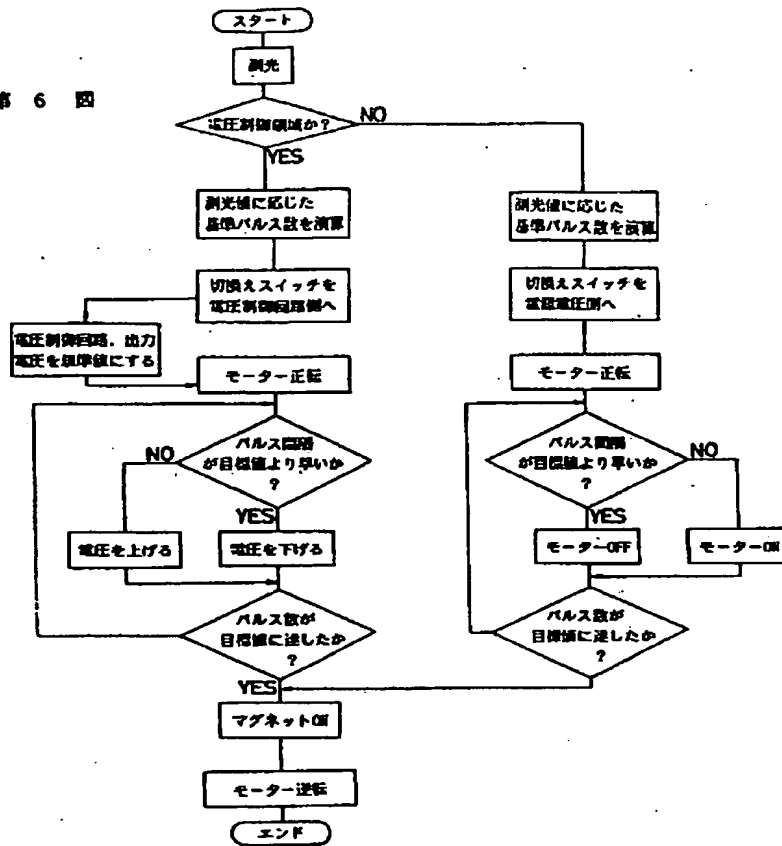 第 6 図
スタート
測光
電圧制御領域か？
NO
YES
測光値に応じた
基準パルス数を演算
切換えスイッチを
電圧制御回路側へ
電圧制御回路、出力
電圧を規準値にする
モーター正転
パルス間隔
が目標値より早いか
？
NO
YES
電圧を上げる
電圧を下げる
パルス数が
目標値に達したか
？
YES
測光値に応じた
基準パルス数を演算
切換えスイッチを
電源電圧側へ
モーター正転
パルス間隔
が目標値より早いか
？
NO
YES
モーターOFF
モーターON
パルス数が
目標値に達したか
？
マグネットON
モーター逆転
エンド